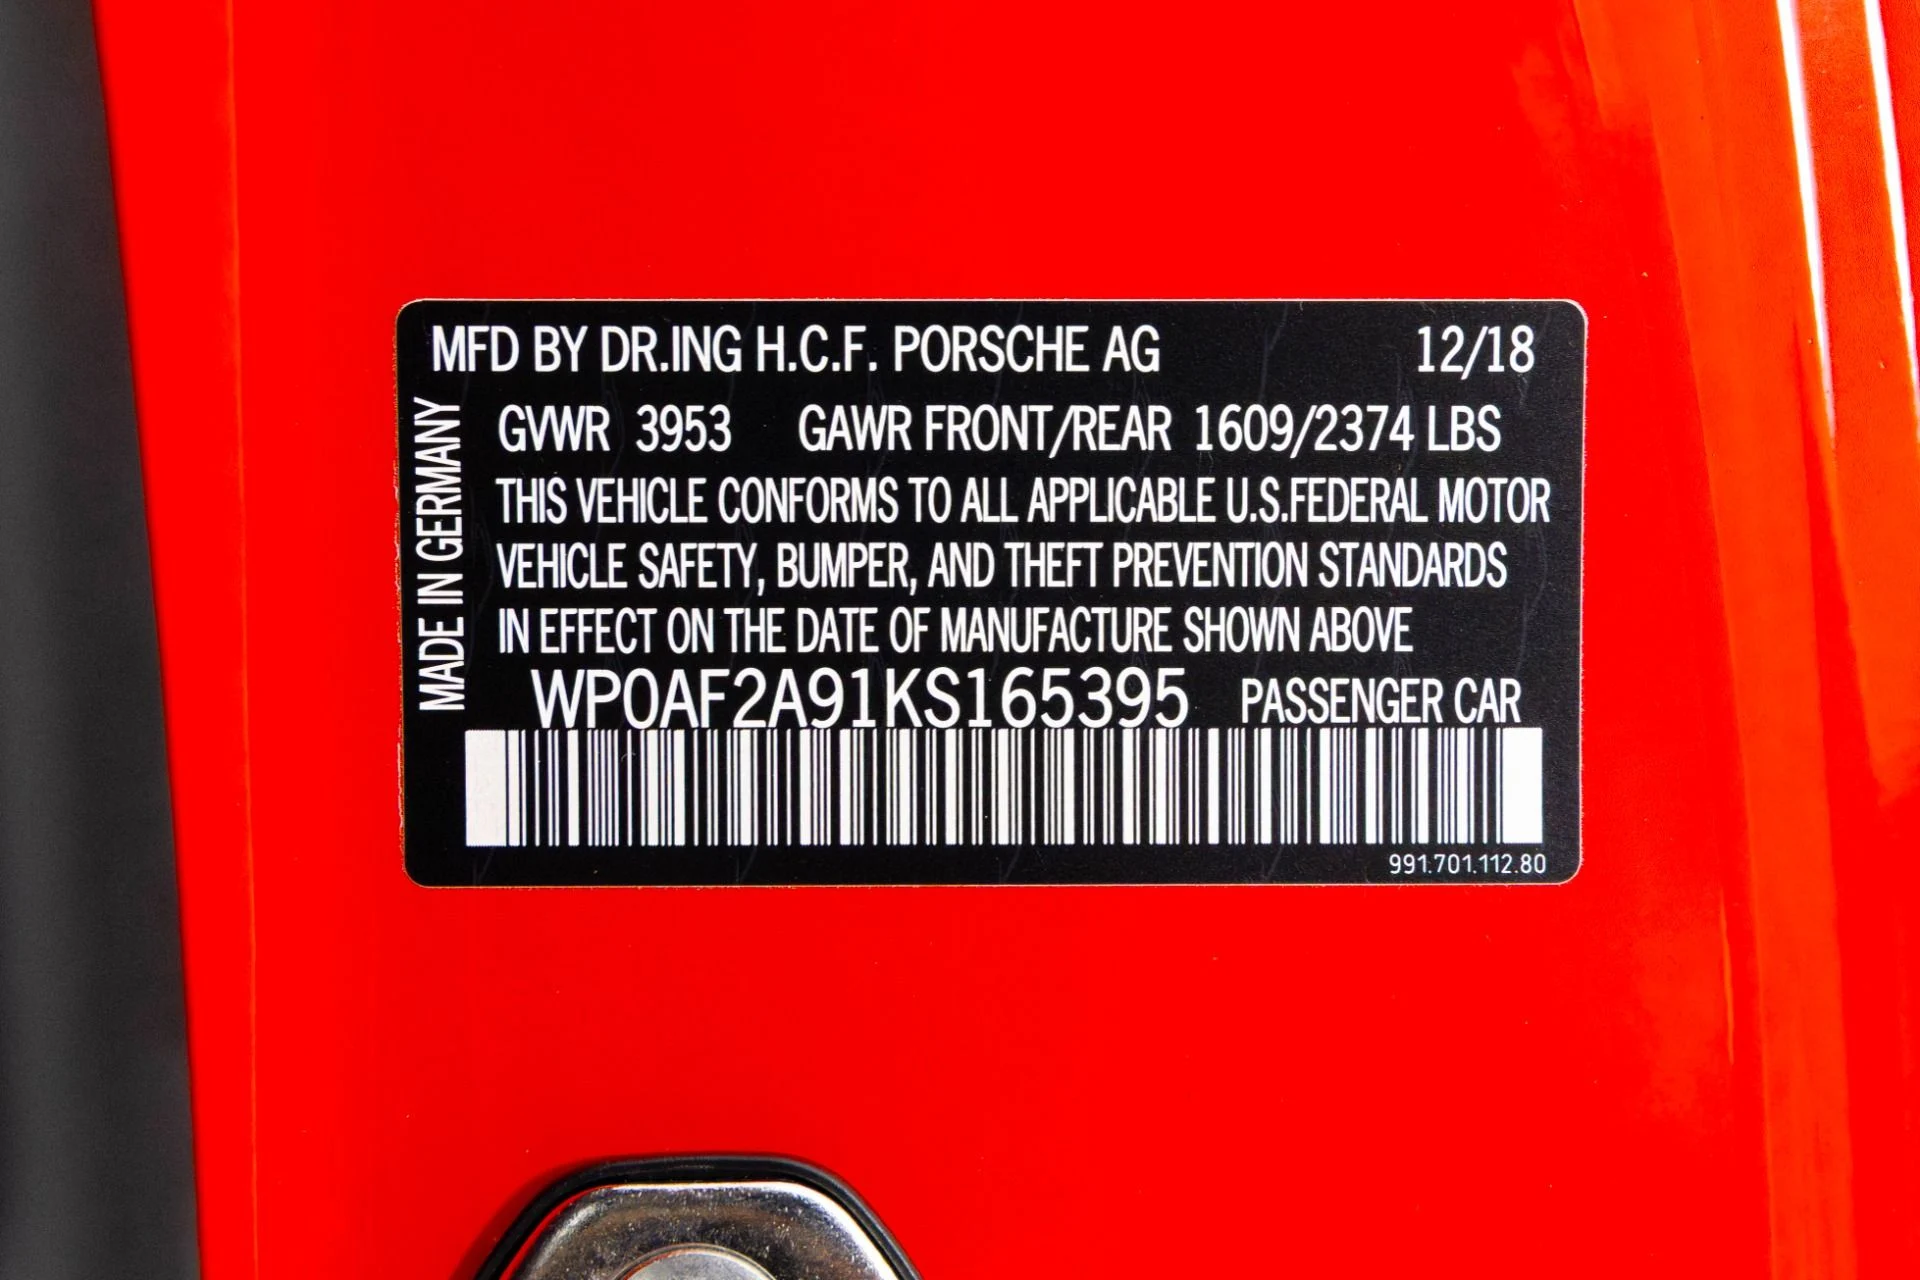 MFD BY DR.ING H.C.F. PORSCHE AG 12/18
GVWR 3953 GAWR FRONT/REAR 1609/2374 LBS
THIS VEHICLE CONFORMS TO ALL APPLICABLE U.S.FEDERAL MOTOR
VEHICLE SAFETY, BUMPER, AND THEFT PREVENTION STANDARDS
IN EFFECT ON THE DATE OF MANUFACTURE SHOWN ABOVE
WP0AF2A91KS165395 PASSENGER CAR
991.701.112.80
MADE IN GERMANY